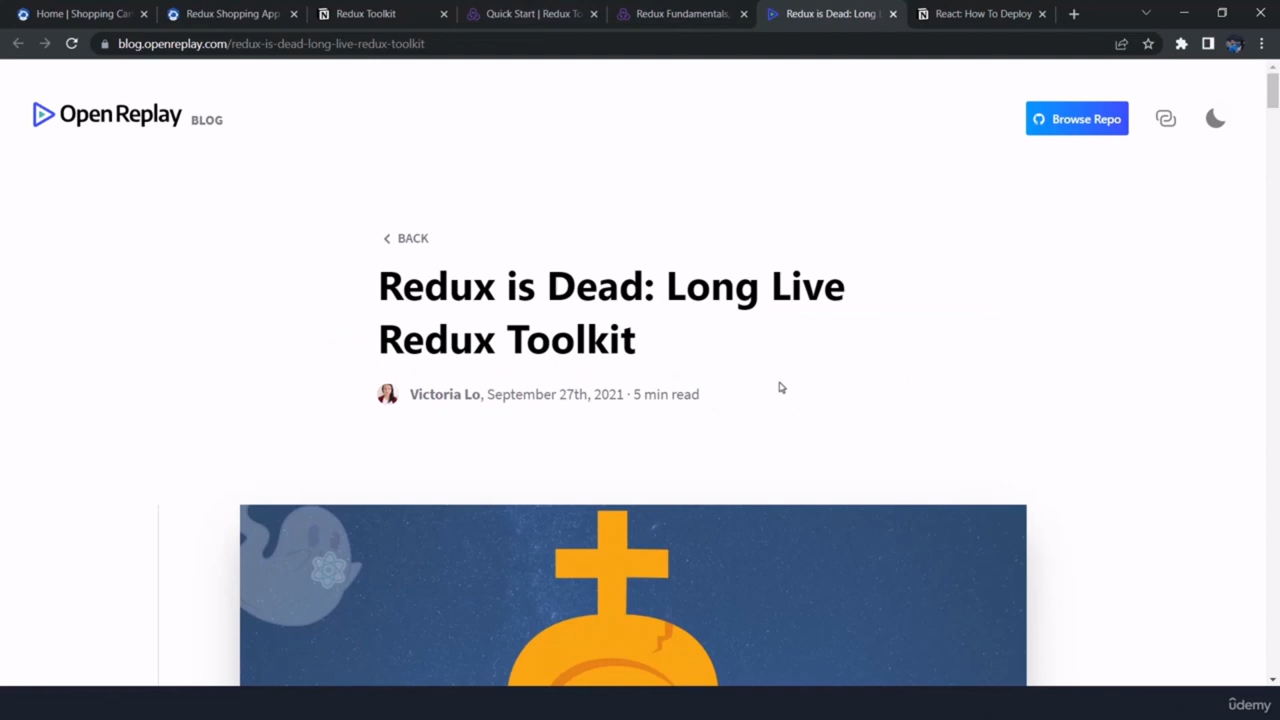 Home | Shopping Car
Redux Shopping App
Redux Toolkit
Quick Start | Redux To
Redux Fundamentals,
Redux is Dead: Long
React: How To Deploy
blog.openreplay.com/redux-is-dead-long-live-redux-toolkit
OpenReplay BLOG
Browse Repo
BACK
Redux is Dead: Long Live
Redux Toolkit
Victoria Lo, September 27th, 2021 · 5 min read
ûdemy